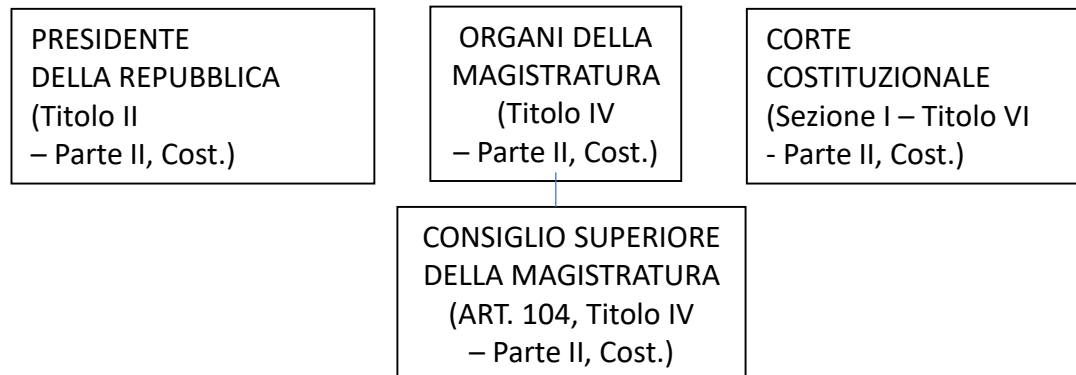 PRESIDENTE
DELLA REPUBBLICA
(Titolo II
– Parte II, Cost.)
ORGANI DELLA
MAGISTRATURA
(Titolo IV
– Parte II, Cost.)
CORTE
COSTITUZIONALE
(Sezione I – Titolo VI
- Parte II, Cost.)
CONSIGLIO SUPERIORE
DELLA MAGISTRATURA
(ART. 104, Titolo IV
– Parte II, Cost.)